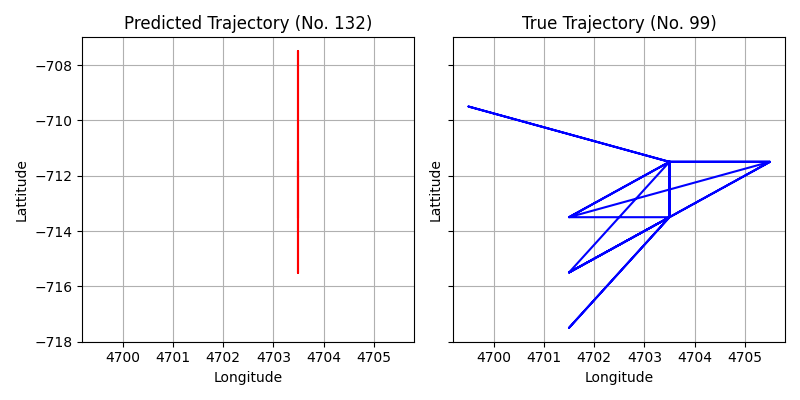 Predicted Trajectory (No. 132)
True Trajectory (No. 99)
−708
−710
−712
−714
−716
−718
Lattitude
Lattitude
4700 4701 4702 4703 4704 4705
4700 4701 4702 4703 4704 4705
Longitude
Longitude